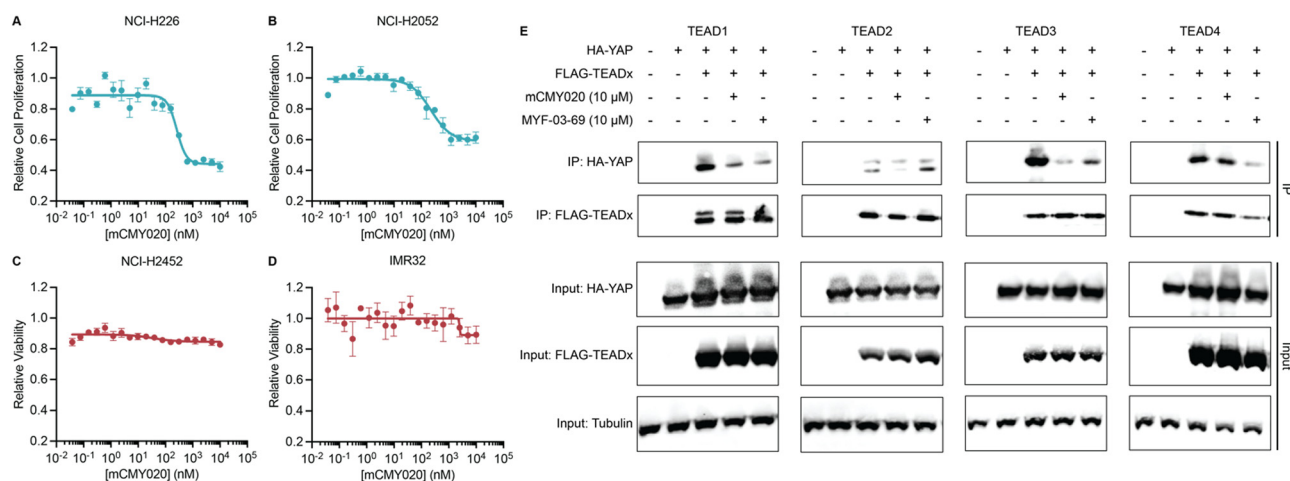 A
NCI-H226
Relative Cell Proliferation
1.2
1.0
0.8
0.6
0.4
0.2
10⁻² 10⁻¹ 10⁰ 10¹ 10² 10³ 10⁴ 10⁵
[mCMY020] (nM)
B
NCI-H2052
Relative Cell Proliferation
1.2
1.0
0.8
0.6
0.4
0.2
10⁻² 10⁻¹ 10⁰ 10¹ 10² 10³ 10⁴ 10⁵
[mCMY020] (nM)
C
NCI-H2452
Relative Viability
1.2
1.0
0.8
0.6
0.4
0.2
10⁻² 10⁻¹ 10⁰ 10¹ 10² 10³ 10⁴ 10⁵
[mCMY020] (nM)
D
IMR32
Relative Viability
1.2
1.0
0.8
0.6
0.4
0.2
10⁻² 10⁻¹ 10⁰ 10¹ 10² 10³ 10⁴ 10⁵
[mCMY020] (nM)
E
TEAD1 TEAD2 TEAD3 TEAD4
HA-YAP - + + + + - + + + + - + + + + - + + + +
FLAG-TEADx - - + + + - - + + + - - + + + - - + + +
mCMY020 (10 µM) - - - + - - - - + - - - - + - - - - + -
MYF-03-69 (10 µM) - - - - + - - - - + - - - - + - - - - +
IP: HA-YAP
IP: FLAG-TEADx
IP
Input: HA-YAP
Input: FLAG-TEADx
Input: Tubulin
Input